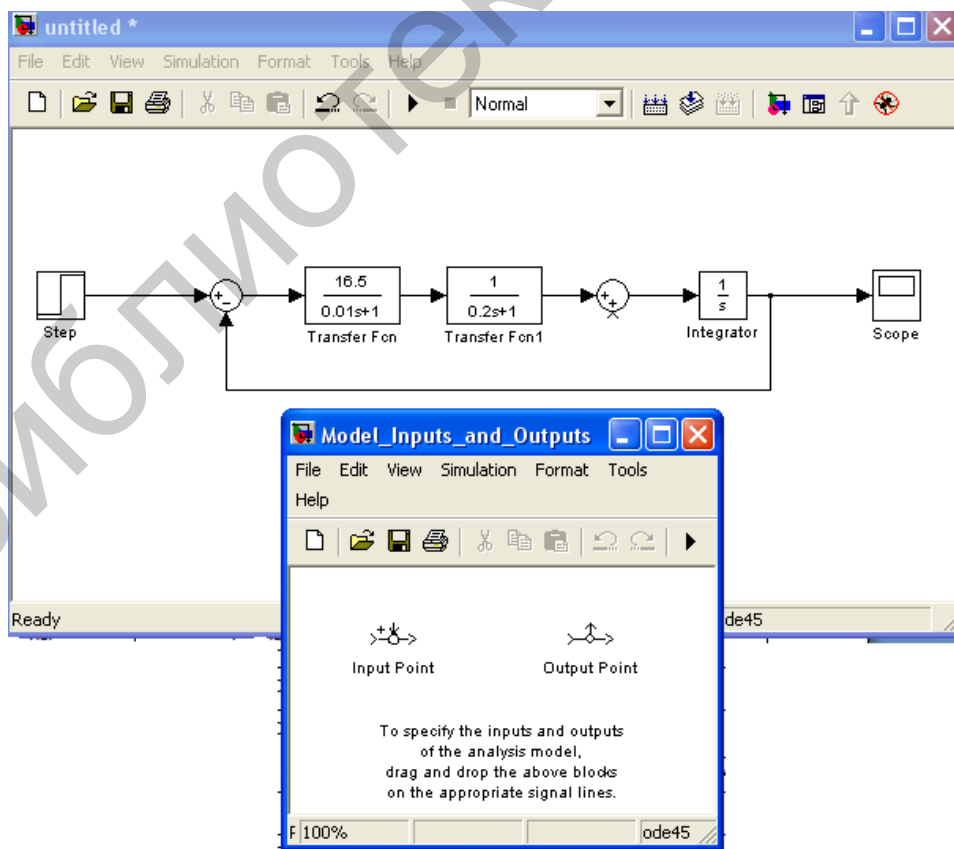 untitled *
File Edit View Simulation Format Tools Help
Normal
Step
+
-
16.5
0.01s+1
Transfer Fcn
1
0.2s+1
Transfer Fcn1
+
+
1
s
Integrator
Scope
Model_Inputs_and_Outputs
File Edit View Simulation Format Tools
Help
+
Input Point
Output Point
To specify the inputs and outputs
of the analysis model,
drag and drop the above blocks
on the appropriate signal lines.
F 100%
ode45
Ready
de45
иблиотек